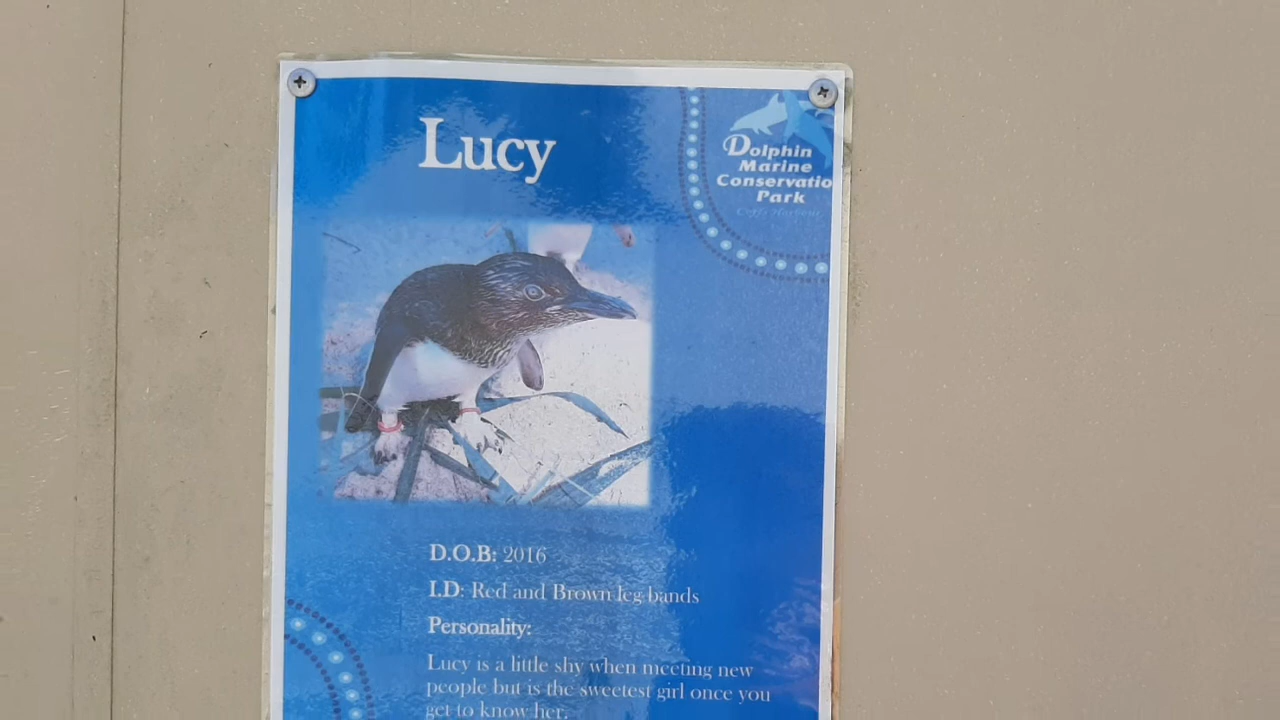 Lucy
Dolphin
Marine
Conservatio
Park
Coffs Harbour
D.O.B: 2016
I.D: Red and Brown leg bands
Personality:
Lucy is a little shy when meeting new
people but is the sweetest girl once you
get to know her.